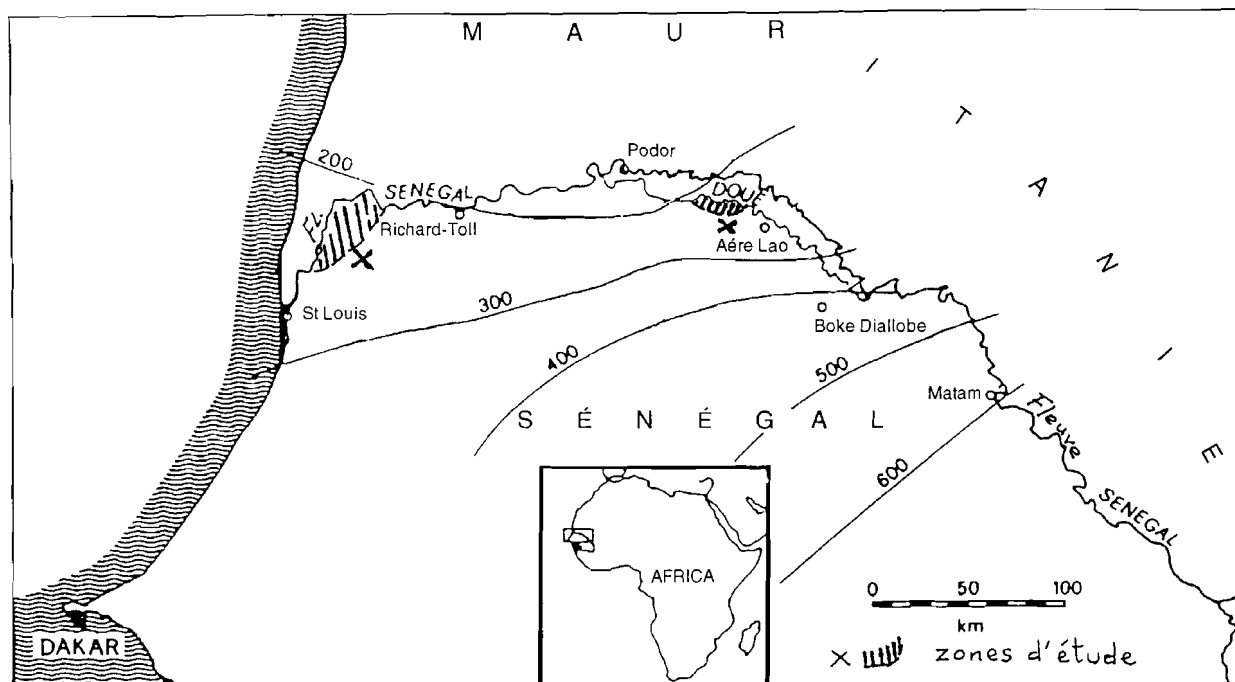 M A U R I T A N I E
200
Podor
SENEGAL
DOU
FL.
Richard-Toll
Aére Lao
300
St Louis
Boke Diallobe
400
500
Matam
Fleuve SENEGAL
S É N É G A L
600
AFRICA
0 50 100
km
DAKAR
X zones d'étude